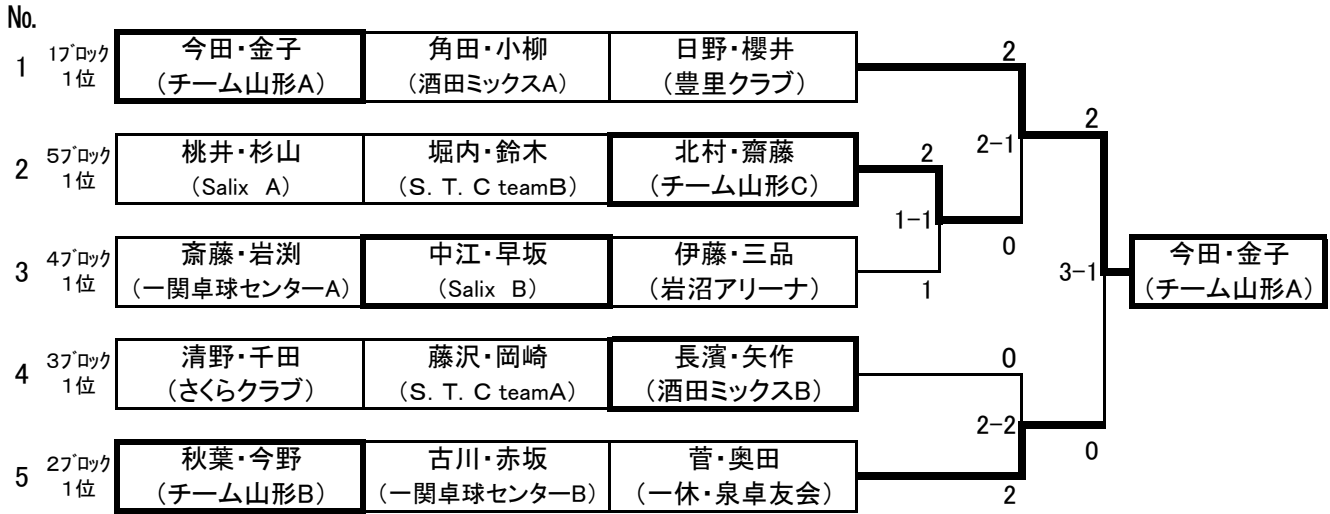 No.
1 1ブロック 1位 今田・金子 (チーム山形A) 角田・小柳 (酒田ミックスA) 日野・櫻井 (豊里クラブ)
2
2-1
2
2 5ブロック 1位 桃井・杉山 (Salix A) 堀内・鈴木 (S. T. C teamB) 北村・齋藤 (チーム山形C)
2
1-1
0
3 4ブロック 1位 斎藤・岩渕 (一関卓球センターA) 中江・早坂 (Salix B) 伊藤・三品 (岩沼アリーナ)
1
3-1
今田・金子
(チーム山形A)
4 3ブロック 1位 清野・千田 (さくらクラブ) 藤沢・岡崎 (S. T. C teamA) 長濱・矢作 (酒田ミックスB)
0
2-2
0
5 2ブロック 1位 秋葉・今野 (チーム山形B) 古川・赤坂 (一関卓球センターB) 菅・奥田 (一休・泉卓友会)
2